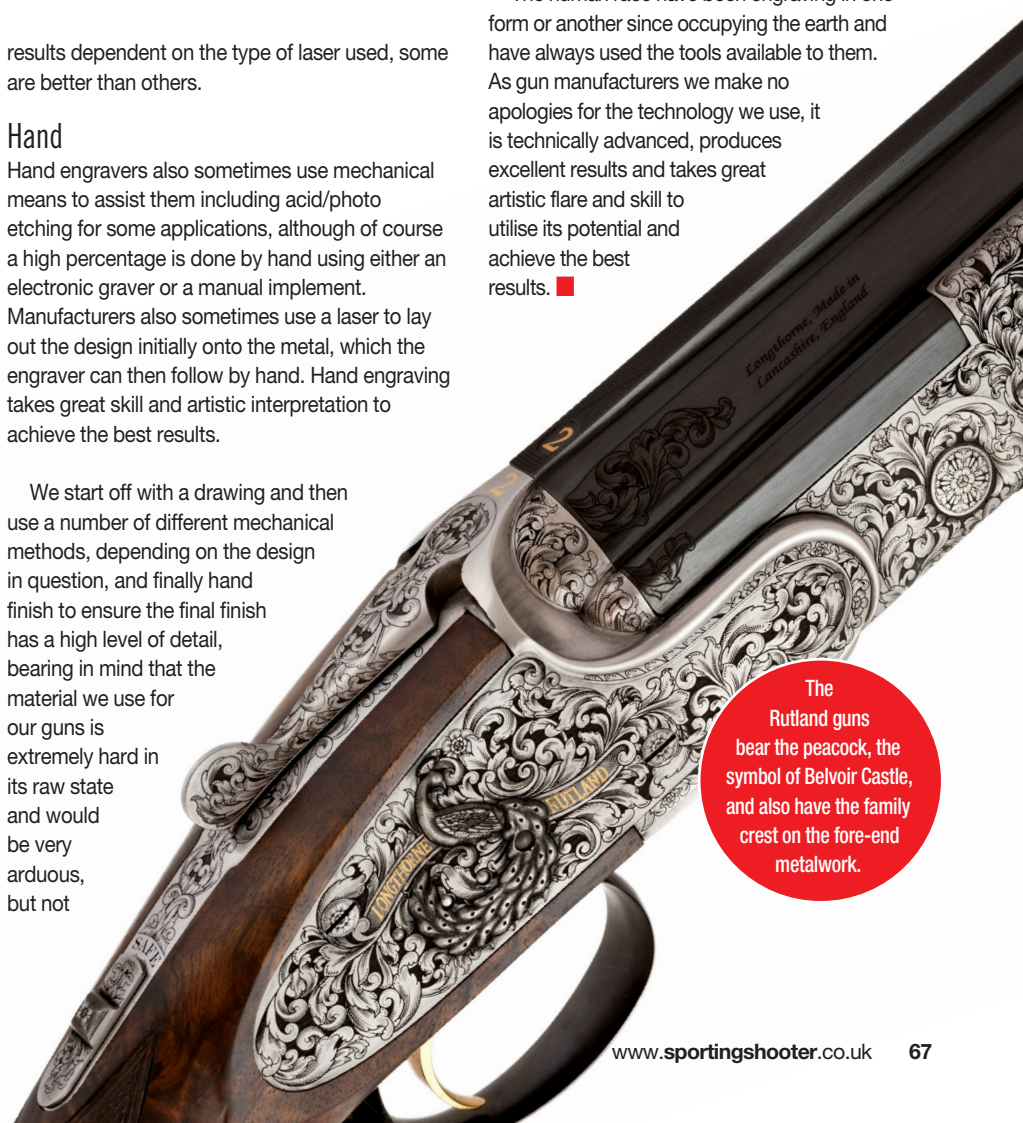 results dependent on the type of laser used, some
are better than others.
Hand
Hand engravers also sometimes use mechanical
means to assist them including acid/photo
etching for some applications, although of course
a high percentage is done by hand using either an
electronic graver or a manual implement.
Manufacturers also sometimes use a laser to lay
out the design initially onto the metal, which the
engraver can then follow by hand. Hand engraving
takes great skill and artistic interpretation to
achieve the best results.
We start off with a drawing and then
use a number of different mechanical
methods, depending on the design
in question, and finally hand
finish to ensure the final finish
has a high level of detail,
bearing in mind that the
material we use for
our guns is
extremely hard in
its raw state
and would
be very
arduous,
but not
form or another since occupying the earth and
have always used the tools available to them.
As gun manufacturers we make no
apologies for the technology we use, it
is technically advanced, produces
excellent results and takes great
artistic flare and skill to
utilise its potential and
achieve the best
results.
Longthorne, Made in
Lancashire, England
2
2
LONGTHORNE
RUTLAND
SAFE
The
Rutland guns
bear the peacock, the
symbol of Belvoir Castle,
and also have the family
crest on the fore-end
metalwork.
www.sportingshooter.co.uk 67